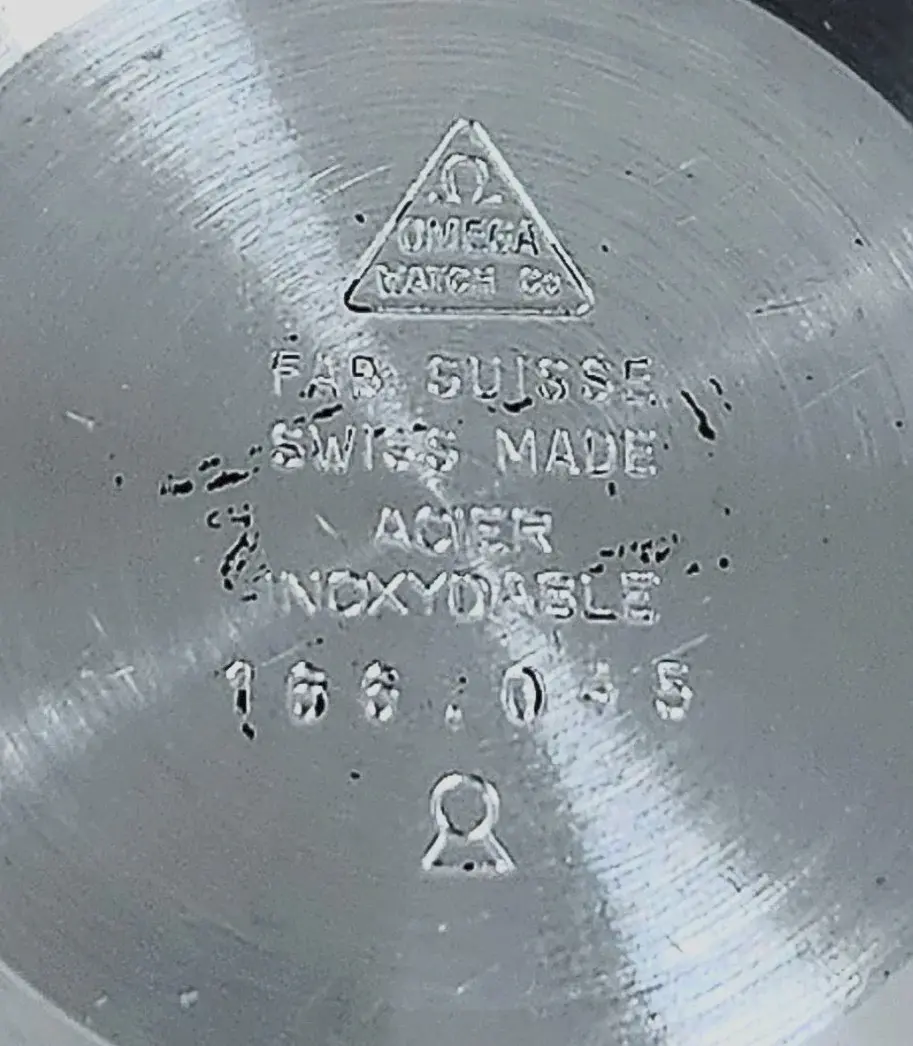 Ω
OMEGA
WATCH Co
FAB. SUISSE
SWISS MADE
ACIER
INOXYDABLE
166.045